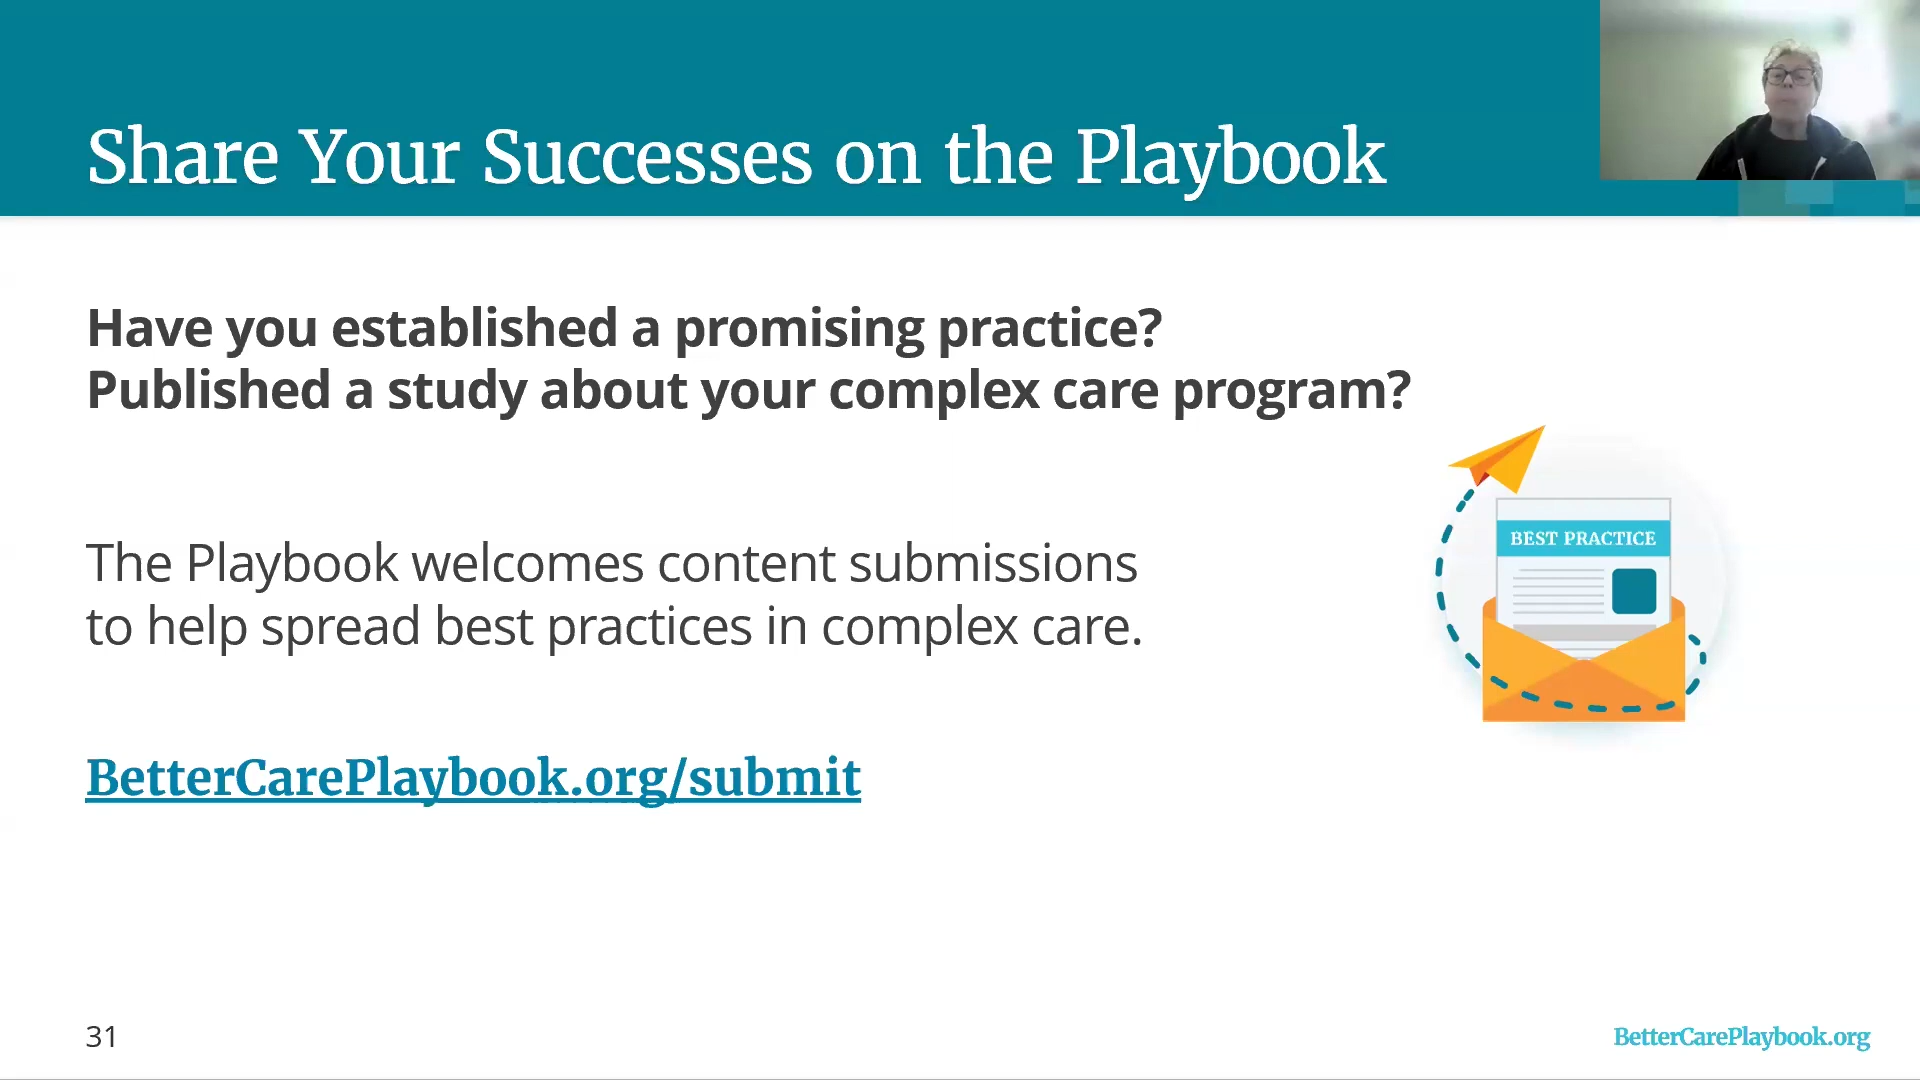 Share Your Successes on the Playbook
Have you established a promising practice?
Published a study about your complex care program?
BEST PRACTICE
The Playbook welcomes content submissions
to help spread best practices in complex care.
BetterCarePlaybook.org/submit
31
BetterCarePlaybook.org